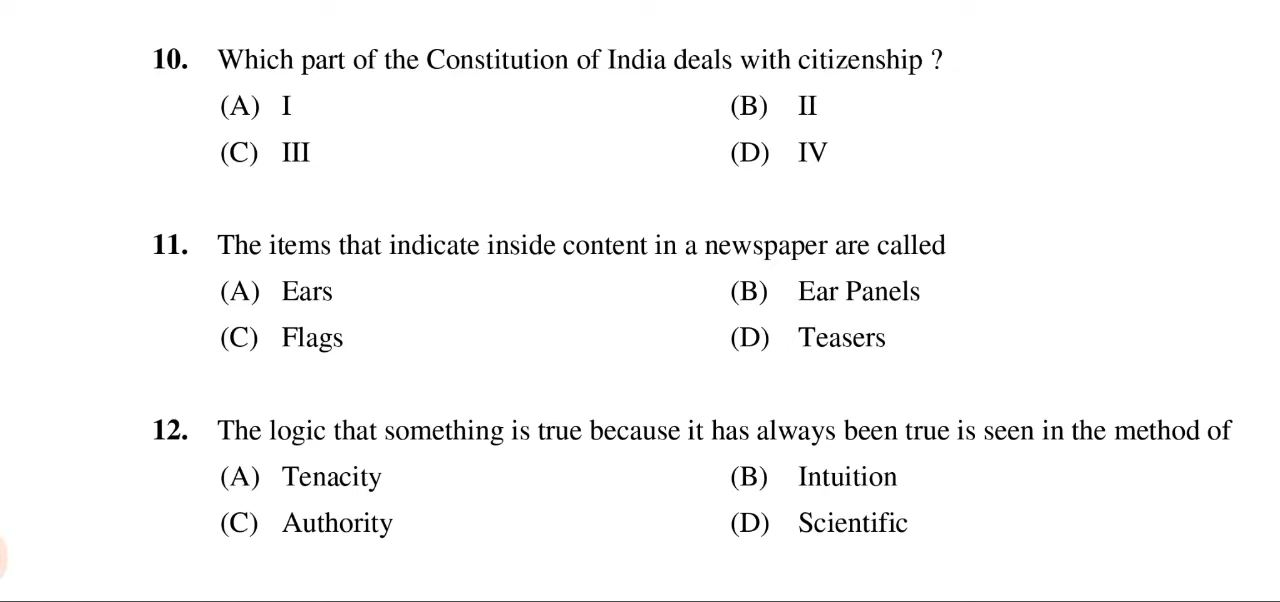 10. Which part of the Constitution of India deals with citizenship ?
(A) I (B) II
(C) III (D) IV
11. The items that indicate inside content in a newspaper are called
(A) Ears (B) Ear Panels
(C) Flags (D) Teasers
12. The logic that something is true because it has always been true is seen in the method of
(A) Tenacity (B) Intuition
(C) Authority (D) Scientific